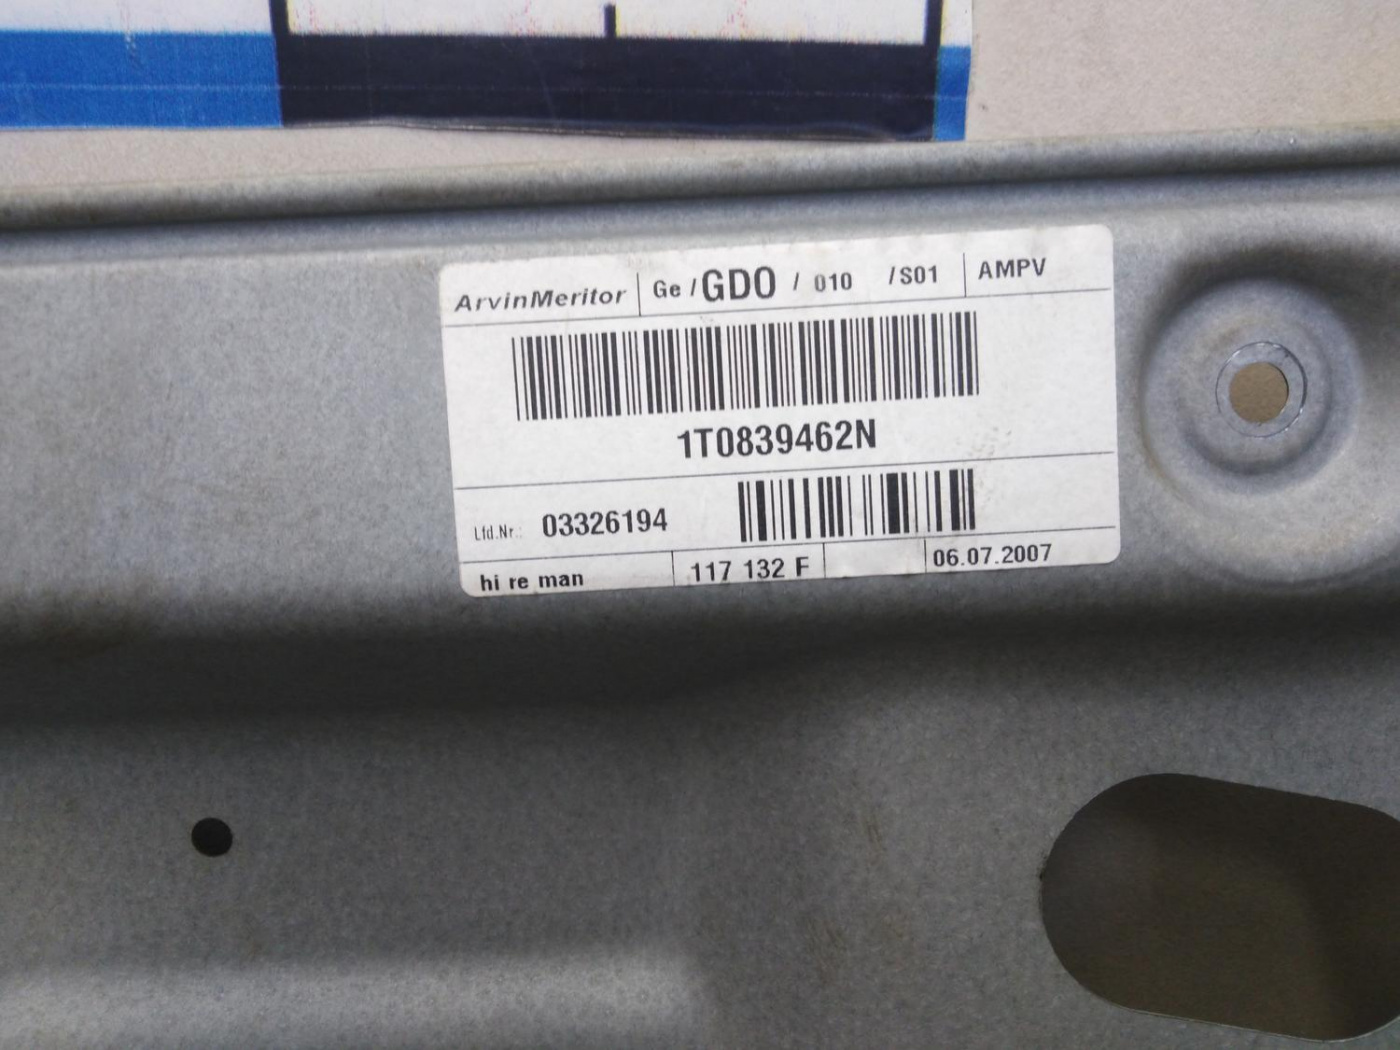 ArvinMeritor Ge / GDO / 010 / S01 AMPV
1T0839462N
Lfd.Nr.: 03326194
hi re man 117 132 F 06.07.2007